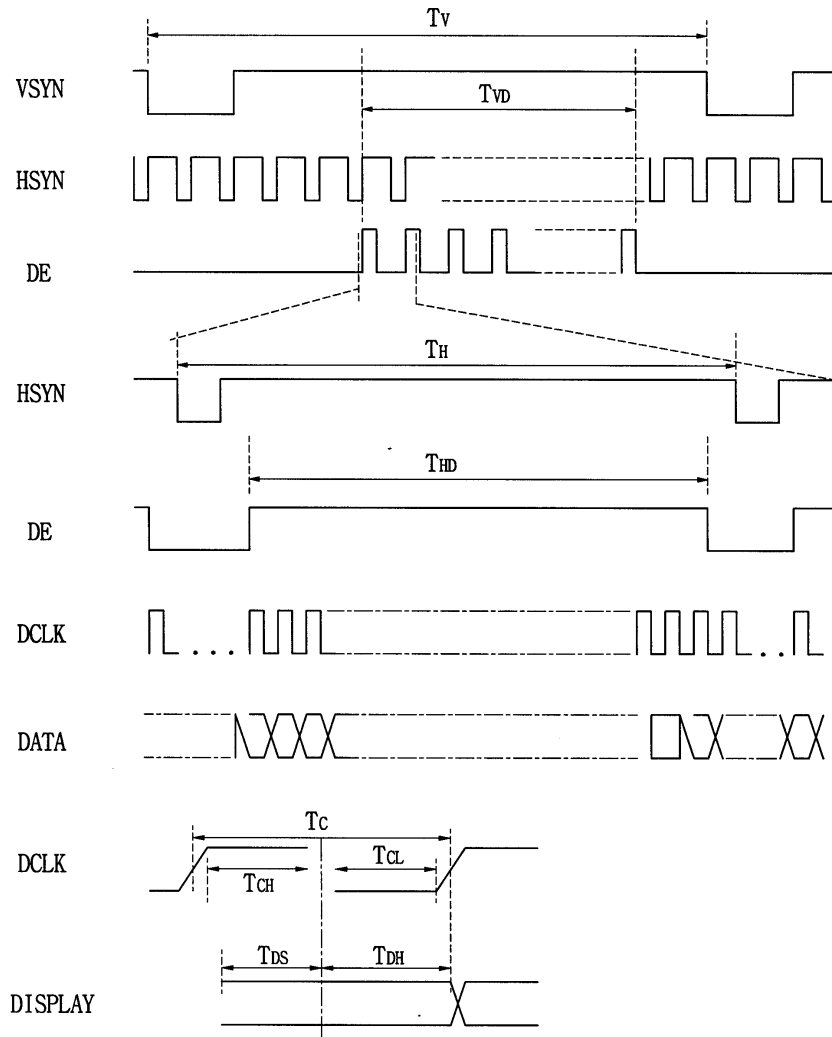 Tv
VSYN
TVD
HSYN
DE
TH
HSYN
THD
DE
DCLK
DATA
Tc
DCLK
TCH
TCL
TDS
TDH
DISPLAY